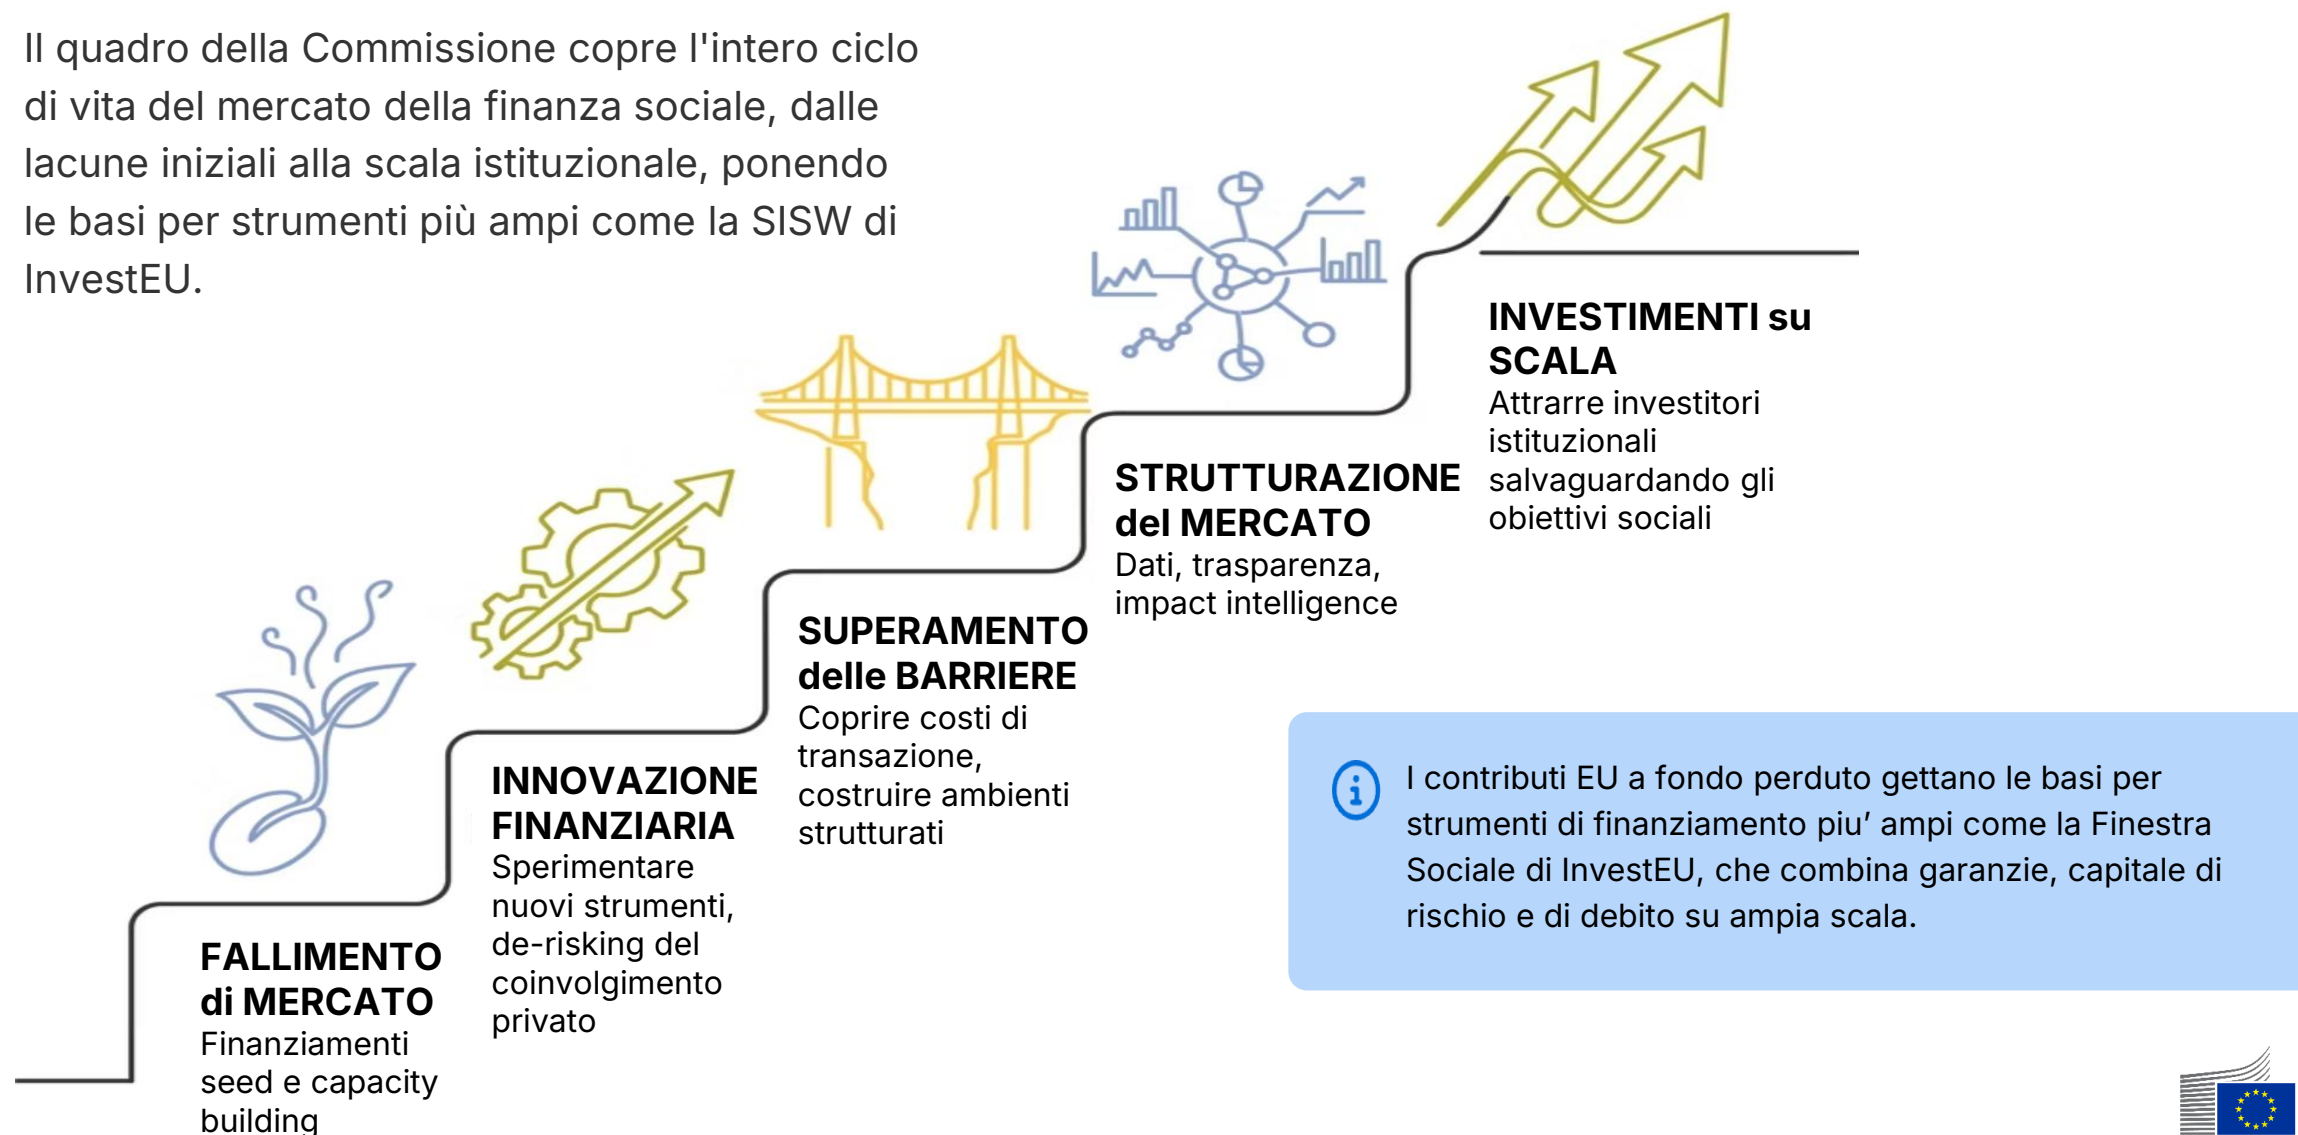 Il quadro della Commissione copre l'intero ciclo
di vita del mercato della finanza sociale, dalle
lacune iniziali alla scala istituzionale, ponendo
le basi per strumenti più ampi come la SISW di
InvestEU.
FALLIMENTO
di MERCATO
Finanziamenti
seed e capacity
building
INNOVAZIONE
FINANZIARIA
Sperimentare
nuovi strumenti,
de-risking del
coinvolgimento
privato
SUPERAMENTO
delle BARRIERE
Coprire costi di
transazione,
costruire ambienti
strutturati
STRUTTURAZIONE
del MERCATO
Dati, trasparenza,
impact intelligence
INVESTIMENTI su
SCALA
Attrarre investitori
istituzionali
salvaguardando gli
obiettivi sociali
I contributi EU a fondo perduto gettano le basi per
strumenti di finanziamento piu’ ampi come la Finestra
Sociale di InvestEU, che combina garanzie, capitale di
rischio e di debito su ampia scala.